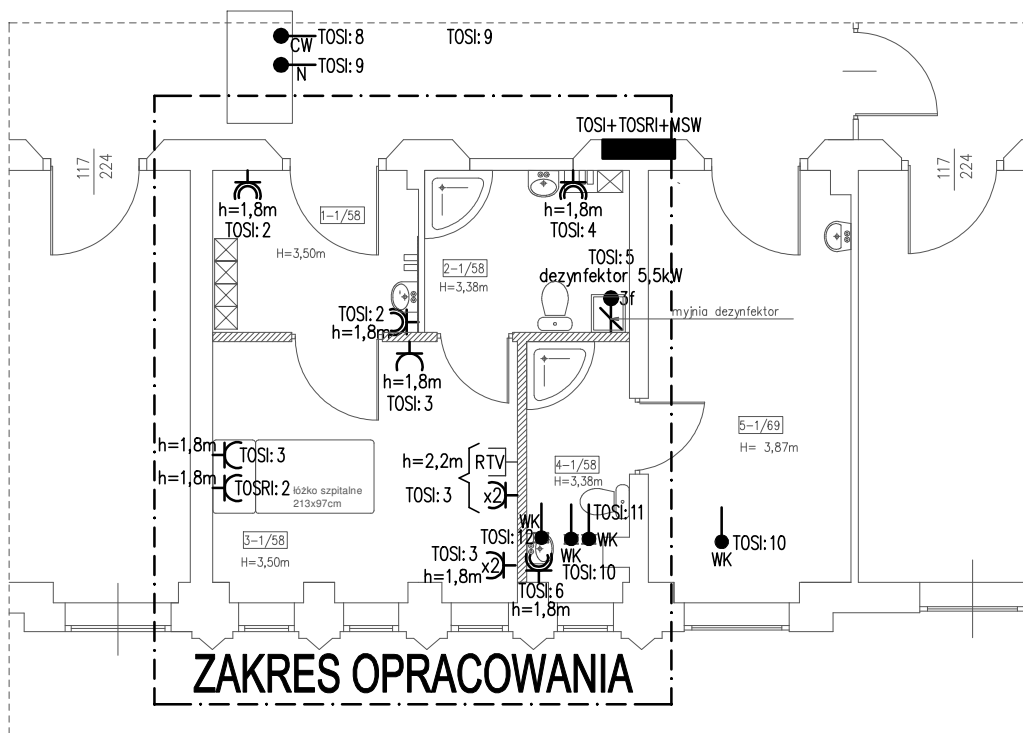 TOSI: 8
TOSI: 9
CW
TOSI: 9
N
TOSI+TOSRI+MSW
117
224
117
224
h=1,8m
TOSI: 2
1-1/58
H=3,50m
h=1,8m
TOSI: 4
2-1/58
H=3,38m
TOSI: 5
dezynfektor 5,5kW
3f
myjnia dezynfektor
TOSI: 2
h=1,8m
h=1,8m
TOSI: 3
5-1/69
H= 3,87m
h=1,8m
TOSI: 3
h=1,8m
TOSRI: 2
łóżko szpitalne
213x97cm
h=2,2m
RTV
TOSI: 3
x2
4-1/58
H=3,38m
TOSI: 11
WK
TOSI: 12
WK
WK
TOSI: 10
TOSI: 10
WK
3-1/58
H=3,50m
TOSI: 3
x2
h=1,8m
TOSI: 6
h=1,8m
ZAKRES OPRACOWANIA